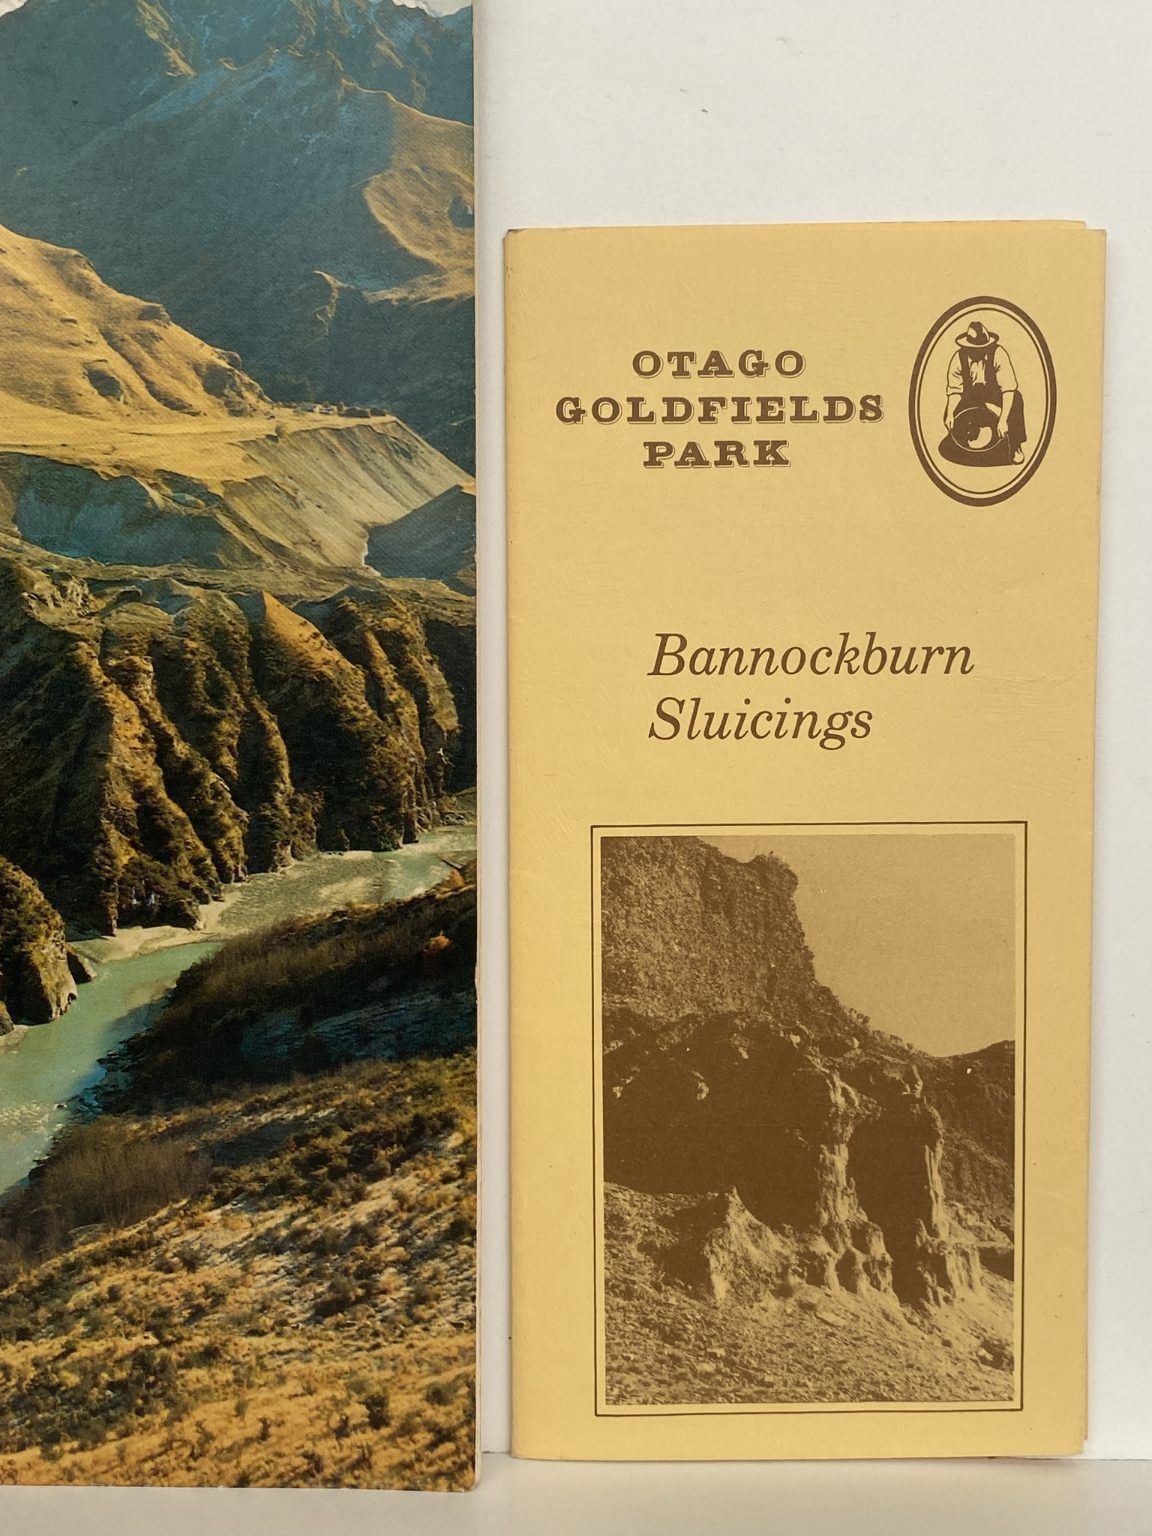 OTAGO
GOLDFIELDS
PARK
Bannockburn
Sluicings